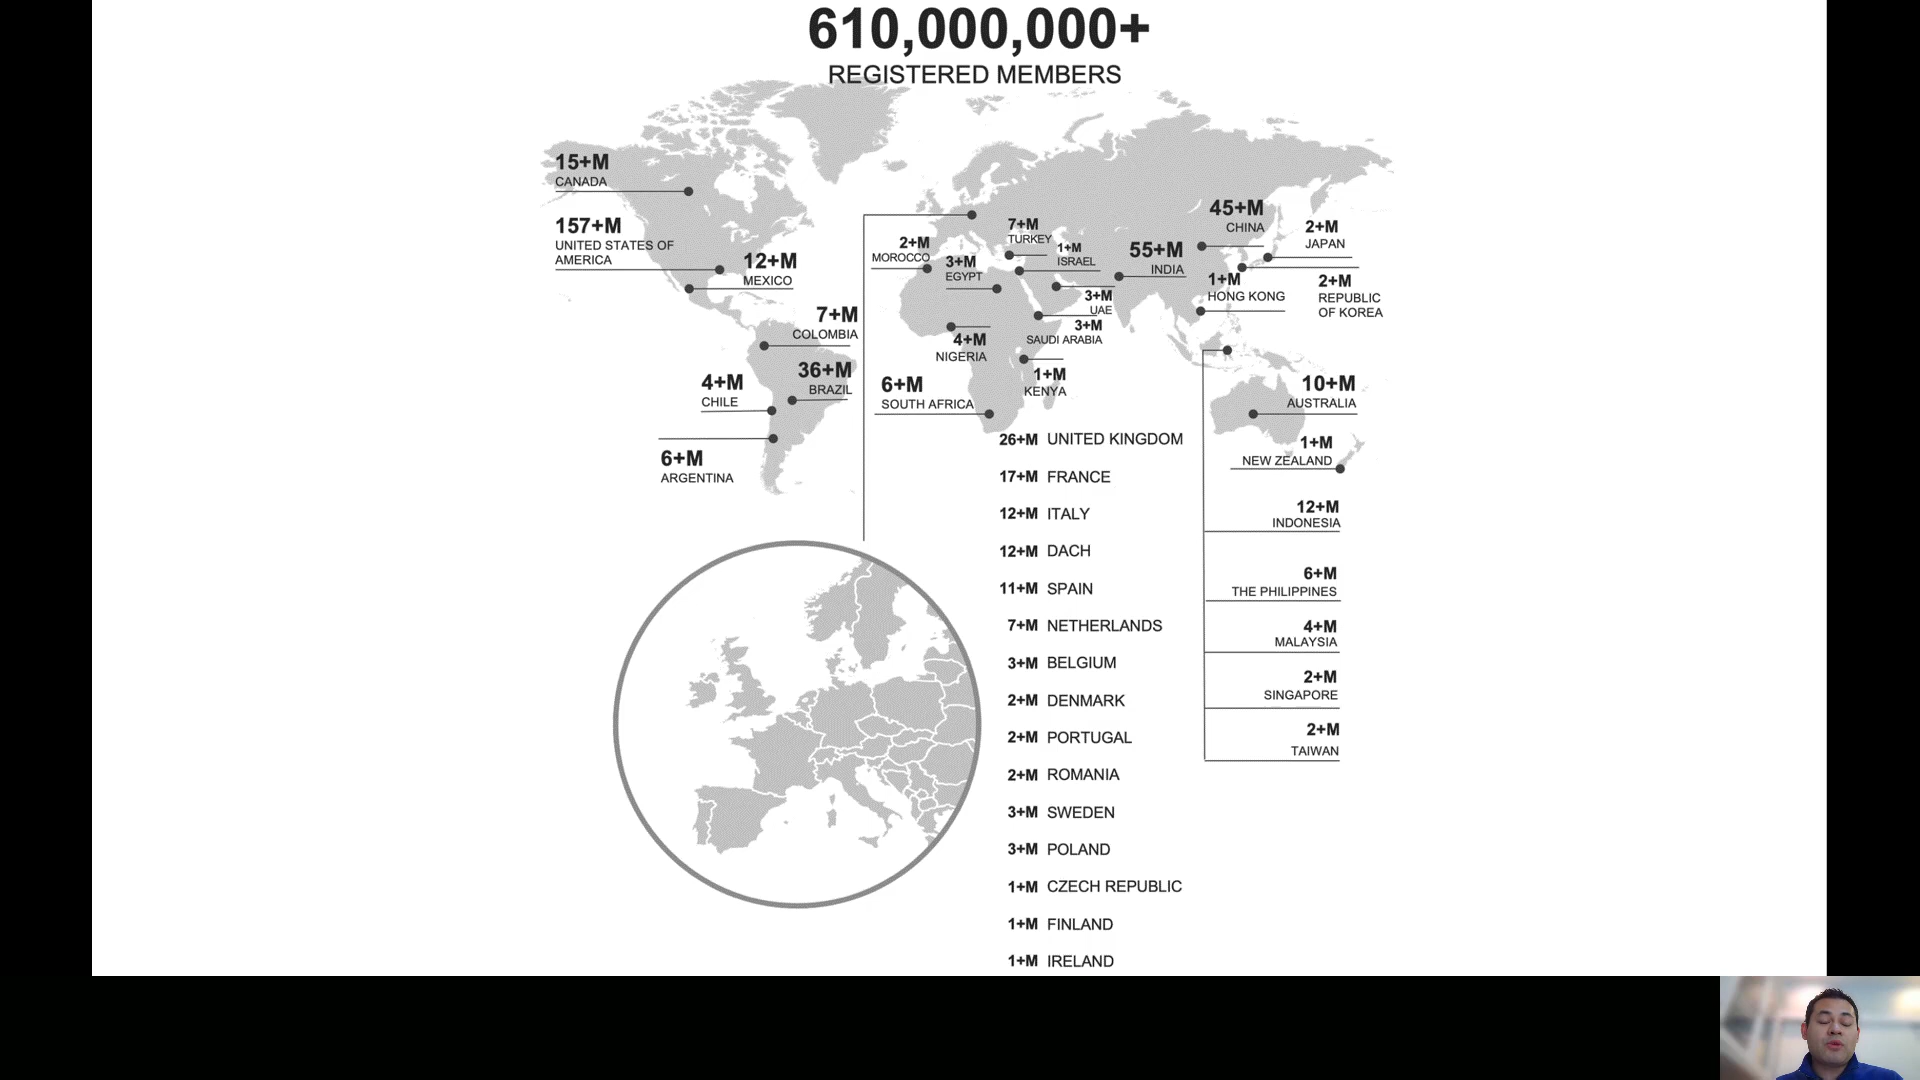 610,000,000+
REGISTERED MEMBERS
15+M
CANADA
157+M
UNITED STATES OF
AMERICA
12+M
MEXICO
7+M
COLOMBIA
36+M
BRAZIL
4+M
CHILE
6+M
ARGENTINA
2+M
MOROCCO
3+M
EGYPT
7+M
TURKEY
1+M
ISRAEL
3+M
UAE
3+M
SAUDI ARABIA
4+M
NIGERIA
1+M
KENYA
6+M
SOUTH AFRICA
55+M
INDIA
45+M
CHINA
2+M
JAPAN
1+M
HONG KONG
2+M
REPUBLIC
OF KOREA
10+M
AUSTRALIA
1+M
NEW ZEALAND
12+M
INDONESIA
6+M
THE PHILIPPINES
4+M
MALAYSIA
2+M
SINGAPORE
2+M
TAIWAN
26+M UNITED KINGDOM
17+M FRANCE
12+M ITALY
12+M DACH
11+M SPAIN
7+M NETHERLANDS
3+M BELGIUM
2+M DENMARK
2+M PORTUGAL
2+M ROMANIA
3+M SWEDEN
3+M POLAND
1+M CZECH REPUBLIC
1+M FINLAND
1+M IRELAND